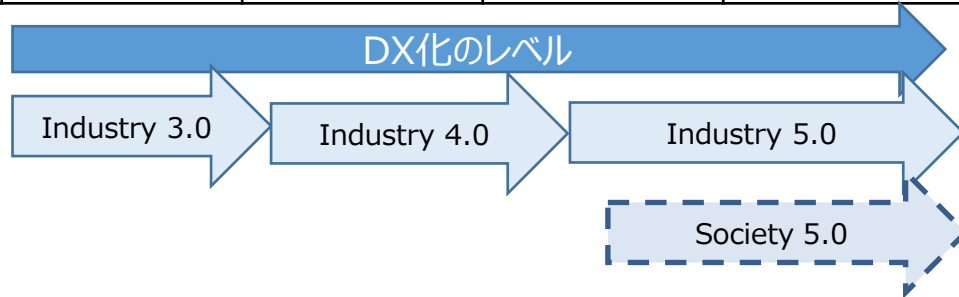 DX化のレベル
Industry 3.0
Industry 4.0
Industry 5.0
Society 5.0